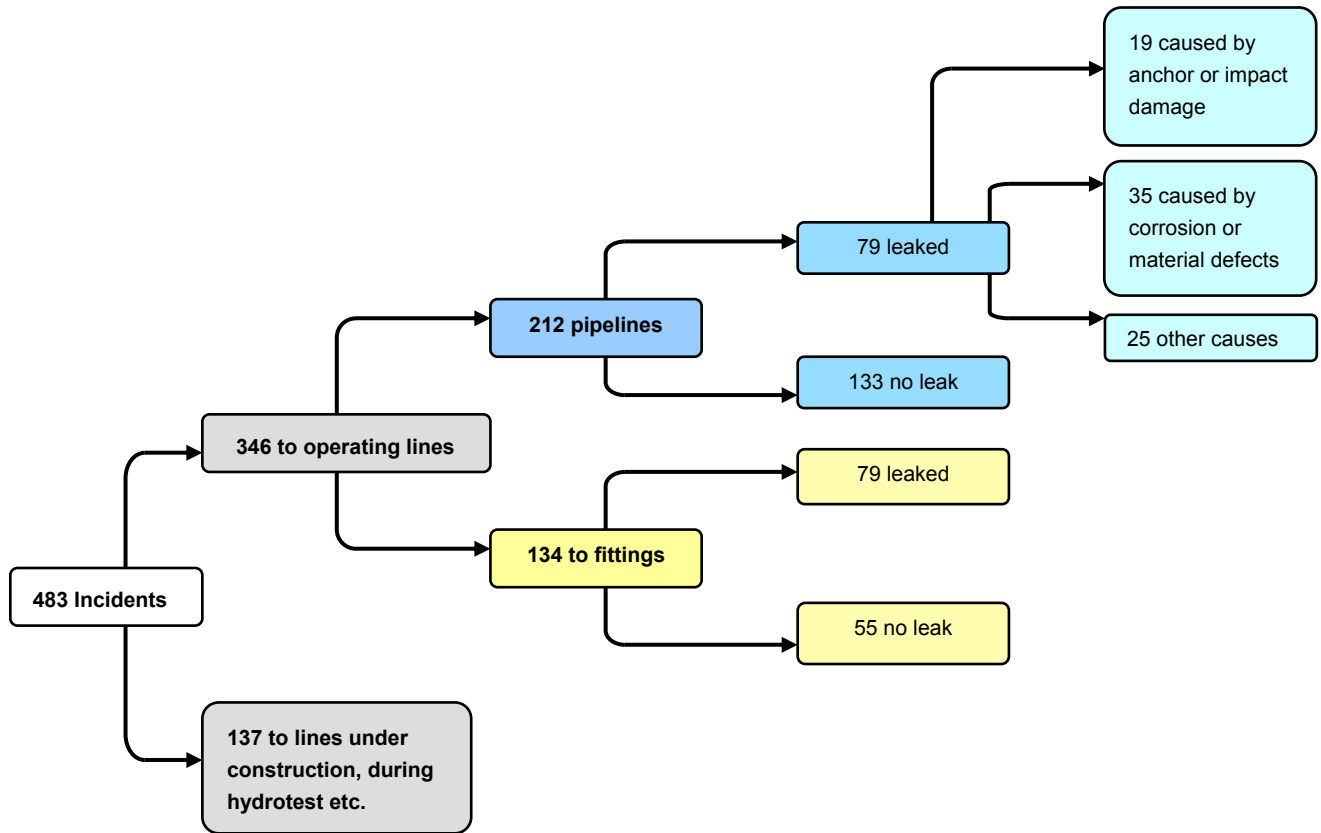 19 caused by
anchor or impact
damage
35 caused by
corrosion or
material defects
79 leaked
25 other causes
212 pipelines
133 no leak
346 to operating lines
79 leaked
134 to fittings
483 Incidents
55 no leak
137 to lines under
construction, during
hydrotest etc.